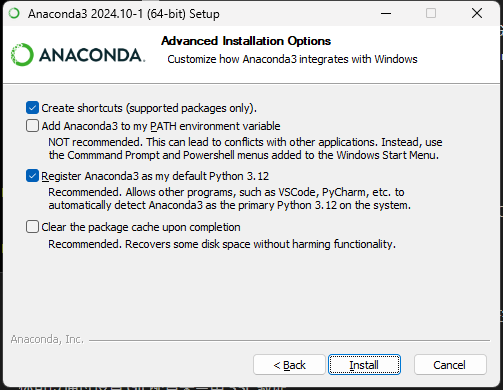 Anaconda3 2024.10-1 (64-bit) Setup
ANACONDA.
Advanced Installation Options
Customize how Anaconda3 integrates with Windows
Create shortcuts (supported packages only).
Add Anaconda3 to my PATH environment variable
NOT recommended. This can lead to conflicts with other applications. Instead, use
the Commmand Prompt and Powershell menus added to the Windows Start Menu.
Register Anaconda3 as my default Python 3.12
Recommended. Allows other programs, such as VSCode, PyCharm, etc. to
automatically detect Anaconda3 as the primary Python 3.12 on the system.
Clear the package cache upon completion
Recommended. Recovers some disk space without harming functionality.
Anaconda, Inc.
< Back
Install
Cancel